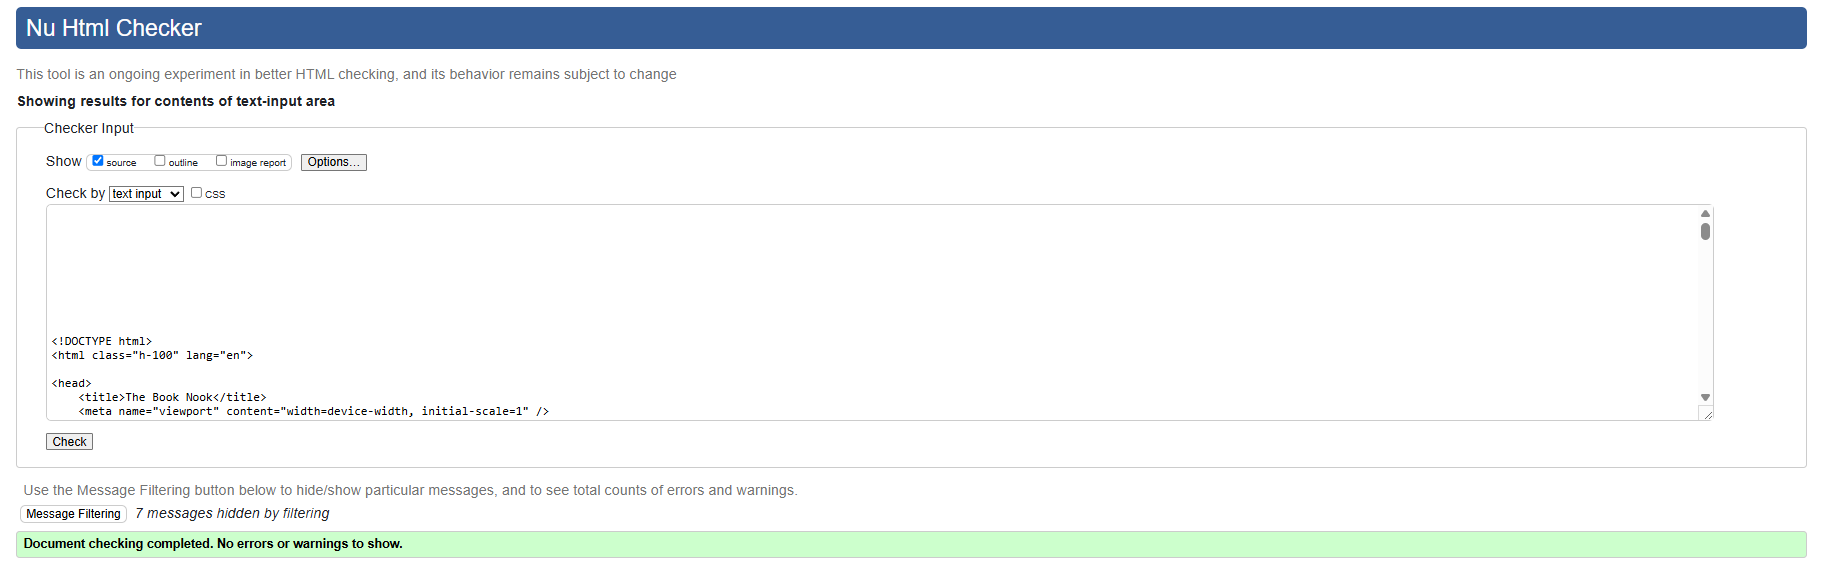 Nu Html Checker
This tool is an ongoing experiment in better HTML checking, and its behavior remains subject to change
Showing results for contents of text-input area
Checker Input
Show source outline image report Options...
Check by text input CSS
<!DOCTYPE html>
<html class="h-100" lang="en">
<head>
<title>The Book Nook</title>
<meta name="viewport" content="width=device-width, initial-scale=1" />
Check
Use the Message Filtering button below to hide/show particular messages, and to see total counts of errors and warnings.
Message Filtering 7 messages hidden by filtering
Document checking completed. No errors or warnings to show.